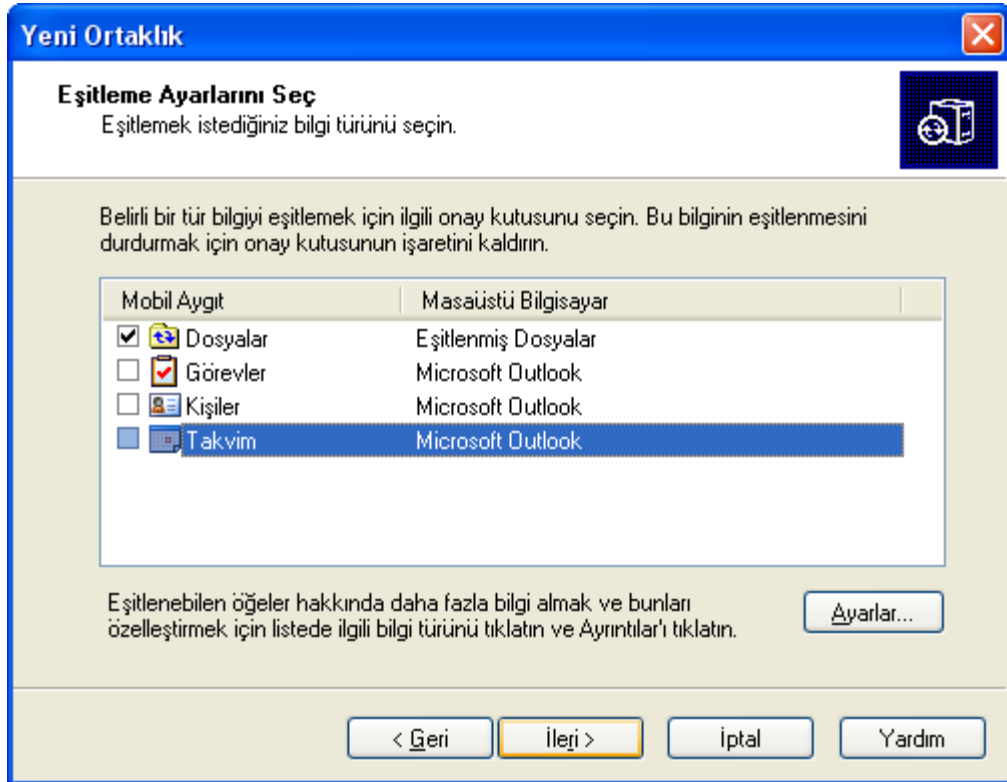 Yeni Ortaklık
Eşitleme Ayarlarını Seç
Eşitlemek istediğiniz bilgi türünü seçin.
Belirli bir tür bilgiyi eşitlemek için ilgili onay kutusunu seçin. Bu bilginin eşitlenmesini
durdurmak için onay kutusunun işaretini kaldırın.
Mobil Aygıt Masaüstü Bilgisayar
Dosyalar Eşitlenmiş Dosyalar
Görevler Microsoft Outlook
Kişiler Microsoft Outlook
Takvim Microsoft Outlook
Eşitlenebilen öğeler hakkında daha fazla bilgi almak ve bunları
özelleştirmek için listede ilgili bilgi türünü tıklatın ve Ayrıntılar'ı tıklatın.
Ayarlar...
< Geri İleri > İptal Yardım